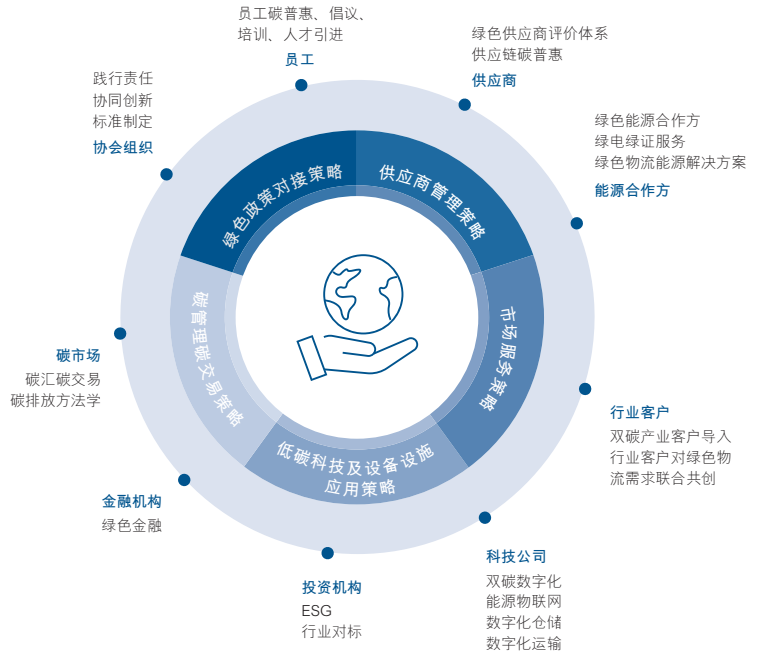 员工碳普惠、倡议、
培训、人才引进
员工
绿色供应商评价体系
供应链碳普惠
供应商
绿色能源合作方
绿电绿证服务
绿色物流能源解决方案
能源合作方
行业客户
双碳产业客户导入
行业客户对绿色物
流需求联合共创
科技公司
双碳数字化
能源物联网
数字化仓储
数字化运输
投资机构
ESG
行业对标
金融机构
绿色金融
碳市场
碳汇碳交易
碳排放方法学
践行责任
协同创新
标准制定
协会组织
绿色政策对接策略
供应商管理策略
市场服务策略
低碳科技及设备设施
应用策略
碳管理碳交易策略